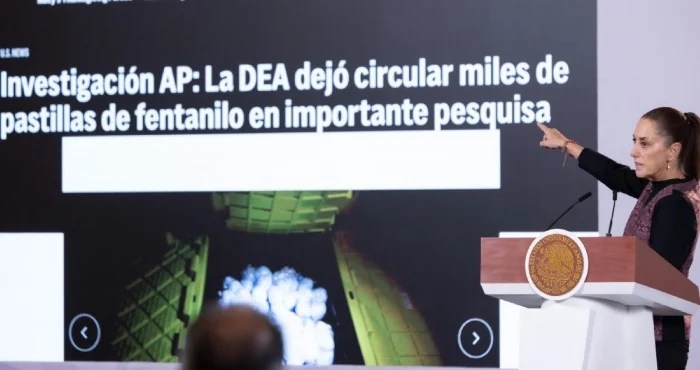 U.S. NEWS
Investigación AP: La DEA dejó circular miles de
pastillas de fentanilo en importante pesquisa